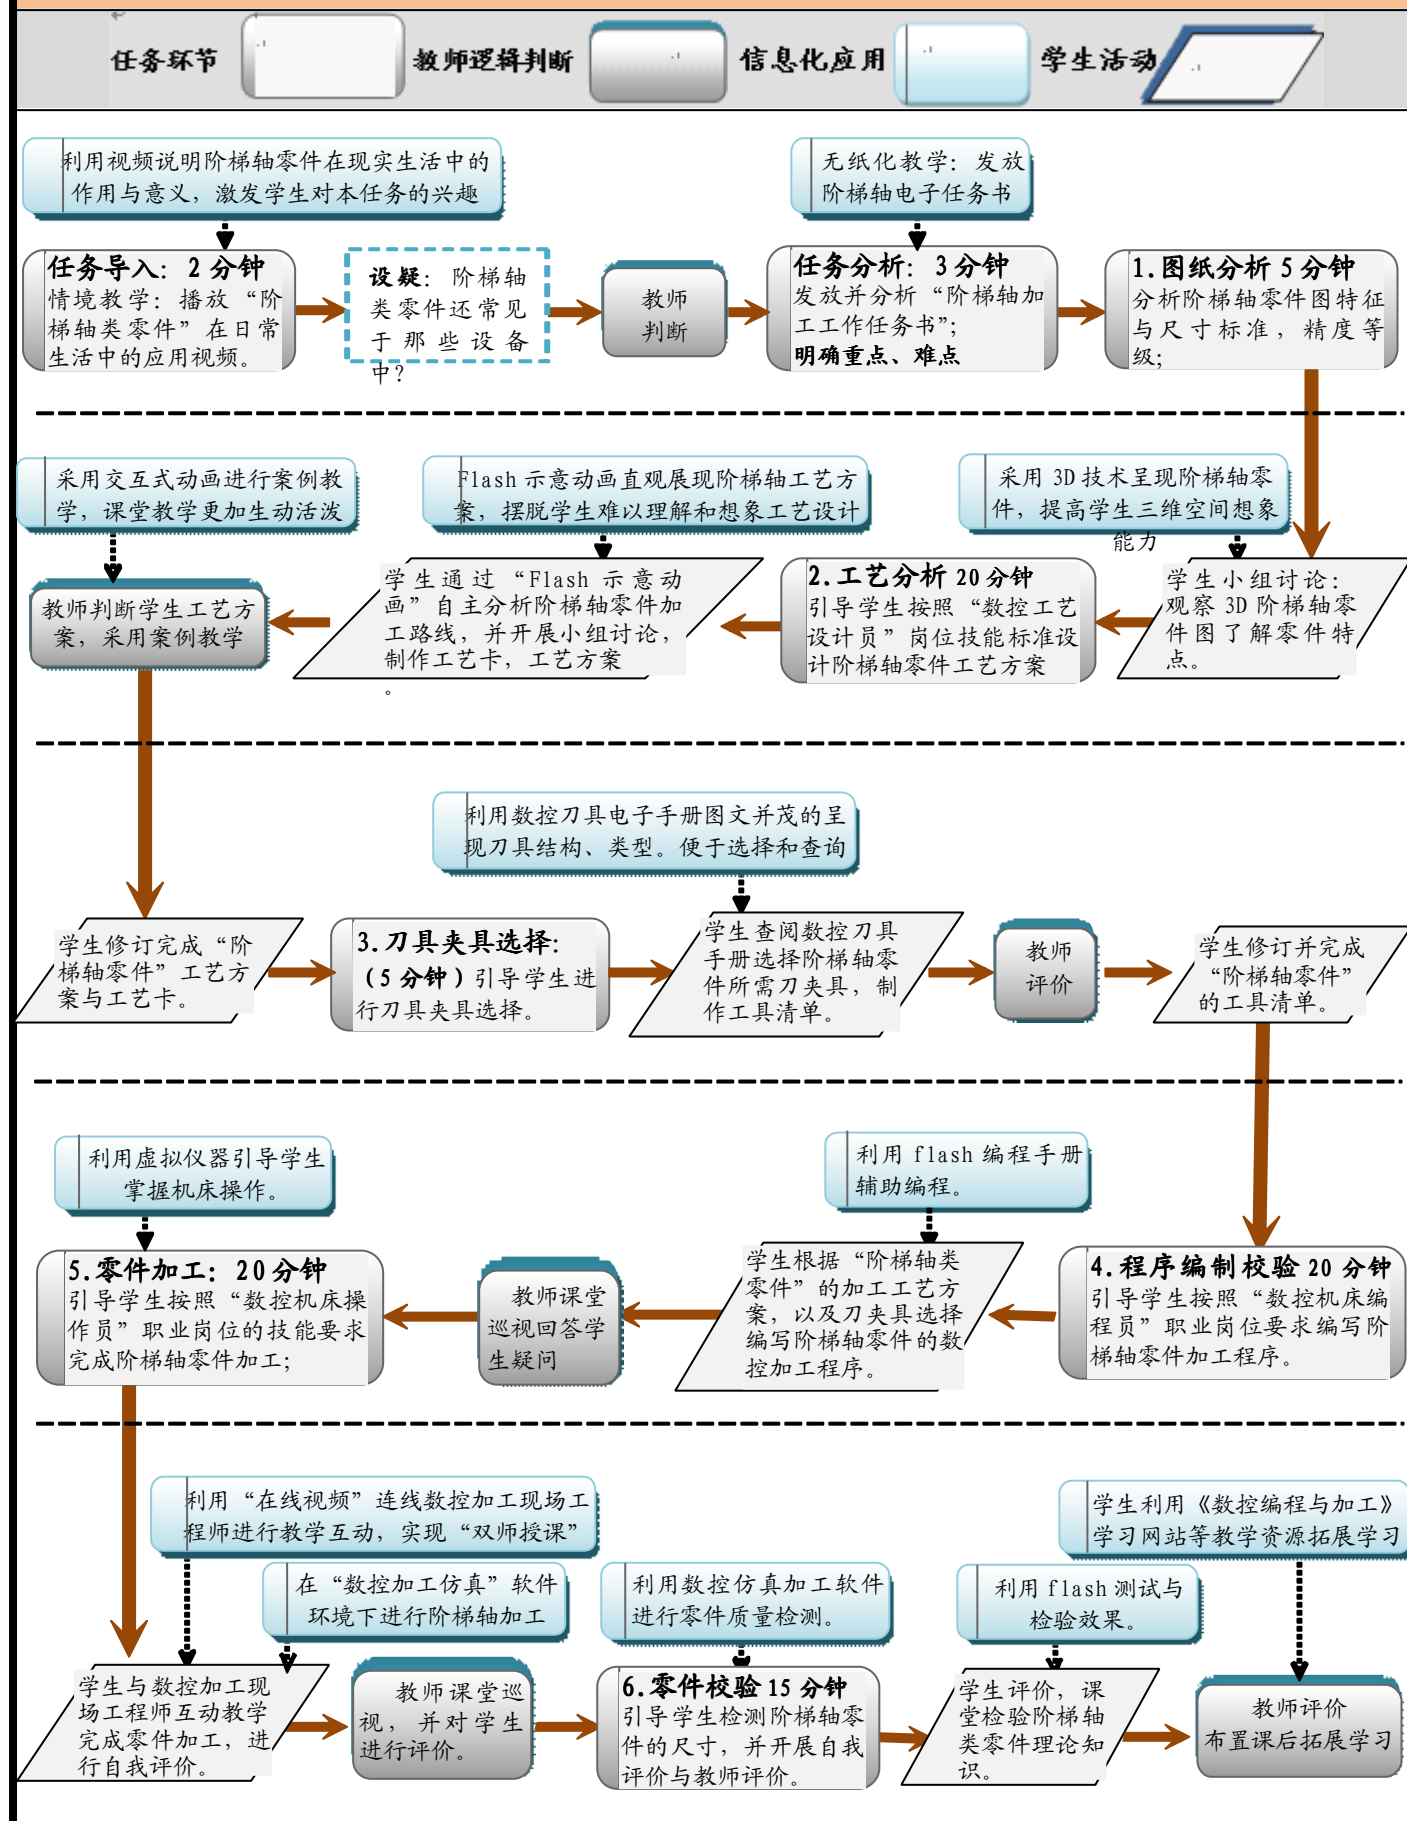 任务环节
教师逻辑判断
信息化应用
学生活动
利用视频说明阶梯轴零件在现实生活中的
作用与意义，激发学生对本任务的兴趣
无纸化教学：发放
阶梯轴电子任务书
任务导入：2分钟
情境教学：播放“阶
梯轴类零件”在日常
生活中的应用视频。
设疑：阶梯轴
类零件还常见
于那些设备
中？
教师
判断
任务分析：3分钟
发放并分析“阶梯轴加
工工作任务书”；
明确重点、难点
1.图纸分析 5分钟
分析阶梯轴零件图特征
与尺寸标准，精度等
级；
采用交互式动画进行案例教
学，课堂教学更加生动活泼
Flash 示意动画直观展现阶梯轴工艺方
案，摆脱学生难以理解和想象工艺设计
采用 3D 技术呈现阶梯轴零
件，提高学生三维空间想象
能力
教师判断学生工艺方
案，采用案例教学
学生通过“Flash 示意动
画”自主分析阶梯轴零件加
工路线，并开展小组讨论，
制作工艺卡，工艺方案
。
2.工艺分析 20 分钟
引导学生按照“数控工艺
设计员”岗位技能标准设
计阶梯轴零件工艺方案
学生小组讨论：
观察 3D 阶梯轴零
件图了解零件特
点。
利用数控刀具电子手册图文并茂的呈
现刀具结构、类型。便于选择和查询
学生修订完成“阶
梯轴零件”工艺方
案与工艺卡。
3.刀具夹具选择：
（5 分钟）引导学生进
行刀具夹具选择。
学生查阅数控刀具
手册选择阶梯轴零
件所需刀夹具，制
作工具清单。
教师
评价
学生修订并完成
“阶梯轴零件”
的工具清单。
利用虚拟仪器引导学生
掌握机床操作。
利用 flash 编程手册
辅助编程。
5.零件加工：20分钟
引导学生按照“数控机床操
作员”职业岗位的技能要求
完成阶梯轴零件加工；
教师课堂
巡视回答学
生疑问
学生根据“阶梯轴类
零件”的加工工艺方
案，以及刀夹具选择
编写阶梯轴零件的数
控加工程序。
4.程序编制校验 20 分钟
引导学生按照“数控机床编
程员”职业岗位要求编写阶
梯轴零件加工程序。
利用“在线视频”连线数控加工现场工
程师进行教学互动，实现“双师授课”
学生利用《数控编程与加工》
学习网站等教学资源拓展学习
在“数控加工仿真”软件
环境下进行阶梯轴加工
利用数控仿真加工软件
进行零件质量检测。
利用 flash 测试与
检验效果。
学生与数控加工现
场工程师互动教学
完成零件加工，进
行自我评价。
教师课堂巡
视，并对学生
进行评价。
6.零件校验 15 分钟
引导学生检测阶梯轴零
件的尺寸，并开展自我
评价与教师评价。
学生评价，课
堂检验阶梯轴
类零件理论知
识。
教师评价
布置课后拓展学习